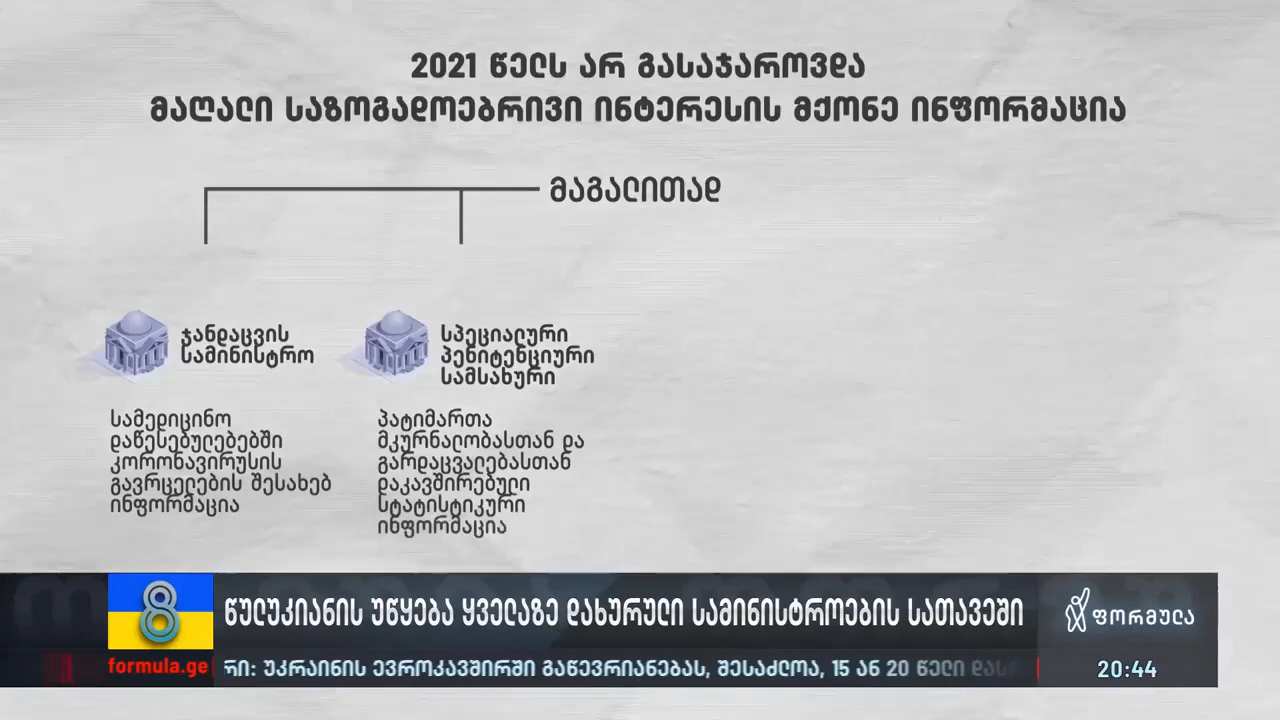 2021 წელს არ გასაჯაროვდა
მაღალი საზოგადოებრივი ინტერესის მქონე ინფორმაცია
მაგალითად
ჯანდაცვის
სამინისტრო
სამედიცინო
დაწესებულებებში
კორონავირუსის
გავრცელების შესახებ
ინფორმაცია
სპეციალური
პენიტენციური
სამსახური
პატიმართა
მკურნალობასთან და
გარდაცვალებასთან
დაკავშირებული
სტატისტიკური
ინფორმაცია
8
წულუკიანის უწყება ყველაზე დახურული სამინისტროების სათავეში
ფორმულა
formula.ge
რი: უკრაინის ევროკავშირში გაწევრიანებას, შესაძლოა, 15 ან 20 წელი
20:44